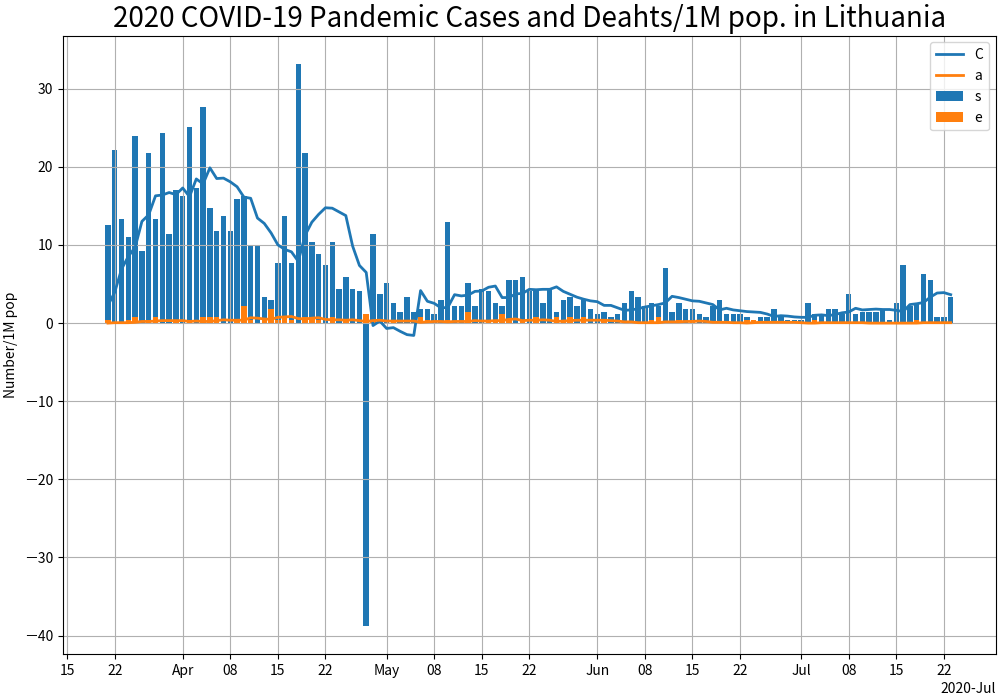 2020 COVID-19 Pandemic Cases and Deahts/1M pop. in Lithuania
C
a
s
e
Number/1M pop
30
20
10
0
−10
−20
−30
−40
15 22 Apr 08 15 22 May 08 15 22 Jun 08 15 22 Jul 08 15 22
2020-Jul